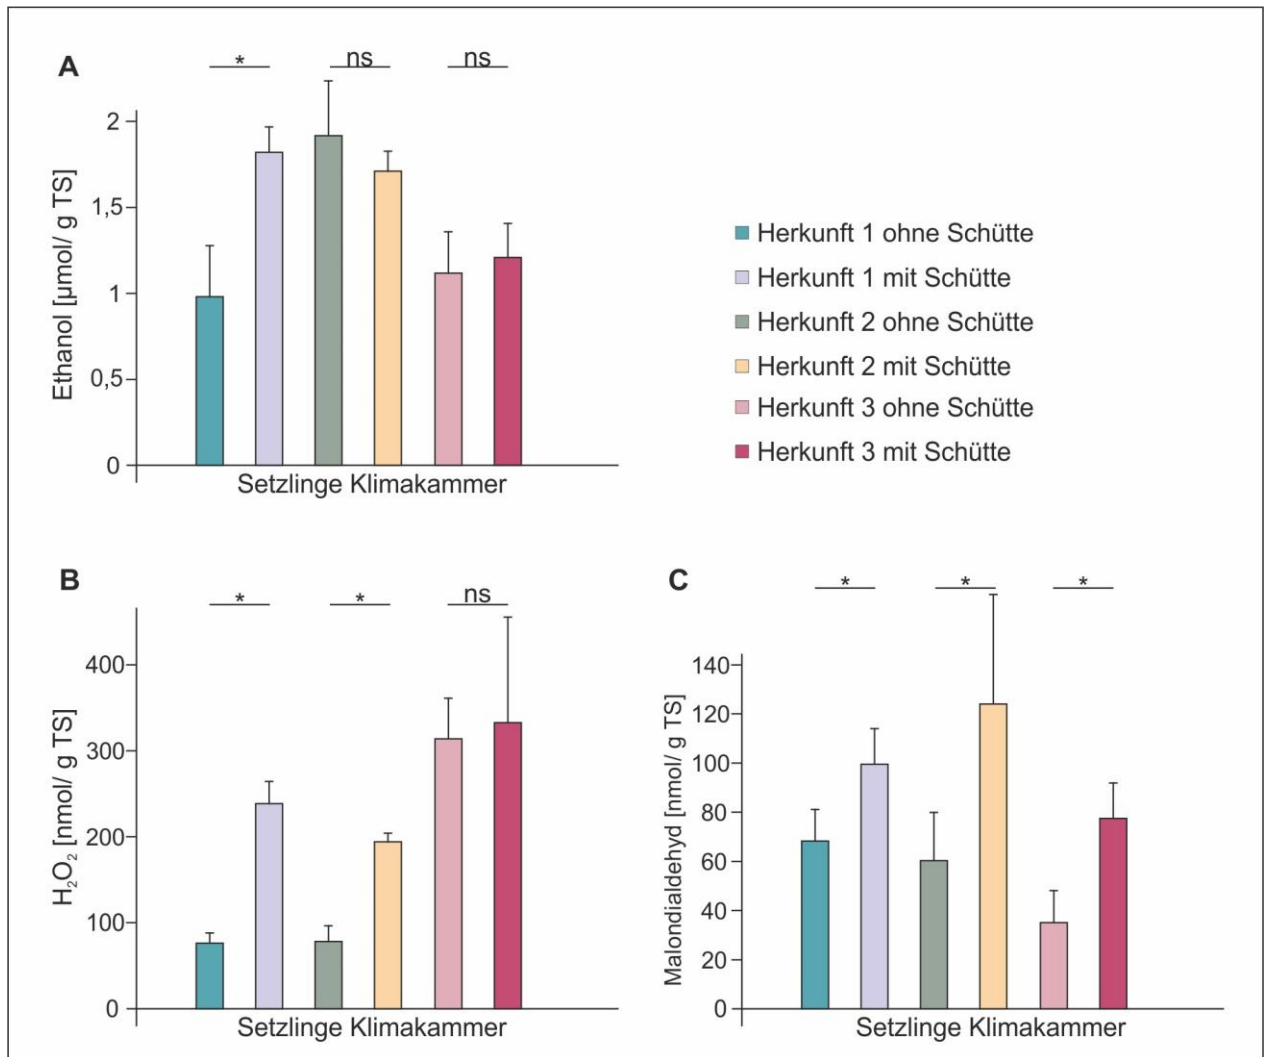 A
* ns ns
Ethanol [µmol/ g TS]
2
1,5
1
0,5
0
Setzlinge Klimakammer
Herkunft 1 ohne Schütte
Herkunft 1 mit Schütte
Herkunft 2 ohne Schütte
Herkunft 2 mit Schütte
Herkunft 3 ohne Schütte
Herkunft 3 mit Schütte
B
* * ns
H₂O₂ [nmol/ g TS]
400
300
200
100
0
Setzlinge Klimakammer
C
* * *
Malondialdehyd [nmol/ g TS]
140
120
100
80
60
40
20
0
Setzlinge Klimakammer